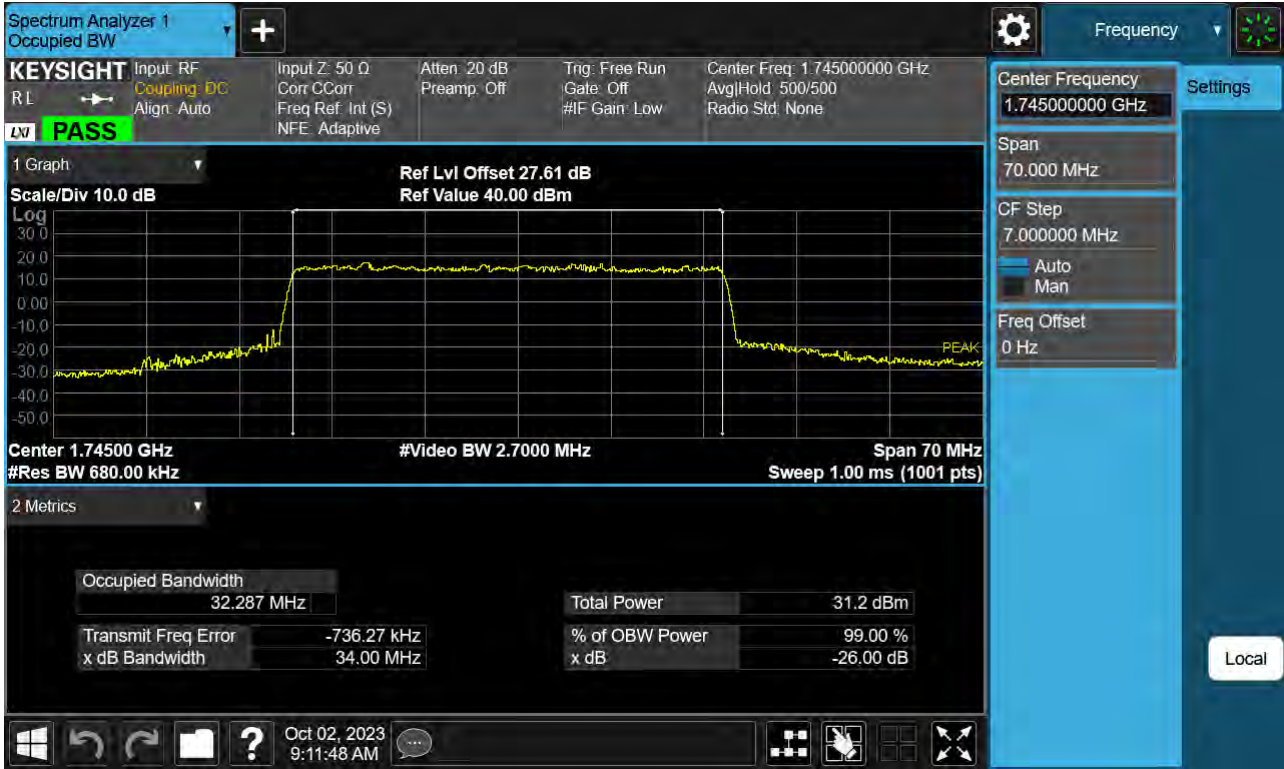 Spectrum Analyzer 1
Occupied BW
+
Frequency
KEYSIGHT
RL
LXI
PASS
Input: RF
Coupling: DC
Align: Auto
Input Z: 50 Ω
Corr CCorr
Freq Ref: Int (S)
NFE: Adaptive
Atten: 20 dB
Preamp: Off
Trig: Free Run
Gate: Off
#IF Gain: Low
Center Freq: 1.745000000 GHz
Avg|Hold: 500/500
Radio Std: None
Center Frequency
1.745000000 GHz
Settings
Span
70.000 MHz
CF Step
7.000000 MHz
Auto
Man
Freq Offset
0 Hz
1 Graph
Scale/Div 10.0 dB
Ref Lvl Offset 27.61 dB
Ref Value 40.00 dBm
Log
30.0
20.0
10.0
0.00
-10.0
-20.0
-30.0
-40.0
-50.0
PEAK
Center 1.74500 GHz
#Video BW 2.7000 MHz
Span 70 MHz
#Res BW 680.00 kHz
Sweep 1.00 ms (1001 pts)
2 Metrics
Occupied Bandwidth
32.287 MHz
Total Power 31.2 dBm
Transmit Freq Error -736.27 kHz
% of OBW Power 99.00 %
x dB Bandwidth 34.00 MHz
x dB -26.00 dB
Local
?
Oct 02, 2023
9:11:48 AM